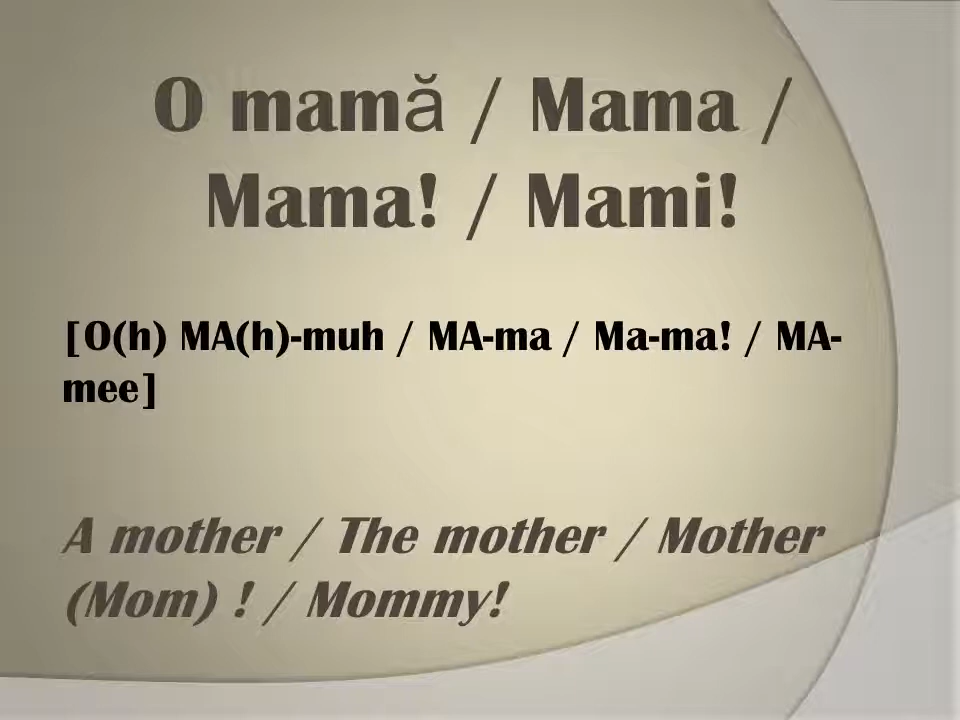 O mamă / Mama /
Mama! / Mami!
[O(h) MA(h)-muh / MA-ma / Ma-ma! / MA-
mee]
A mother / The mother / Mother
(Mom) ! / Mommy!